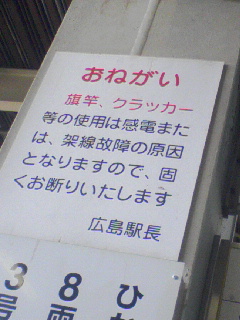 おねがい
旗竿、クラッカー
等の使用は感電また
は、架線故障の原因
となりますので、固
くお断りいたします
広島駅長
3 8 ひ
号 両